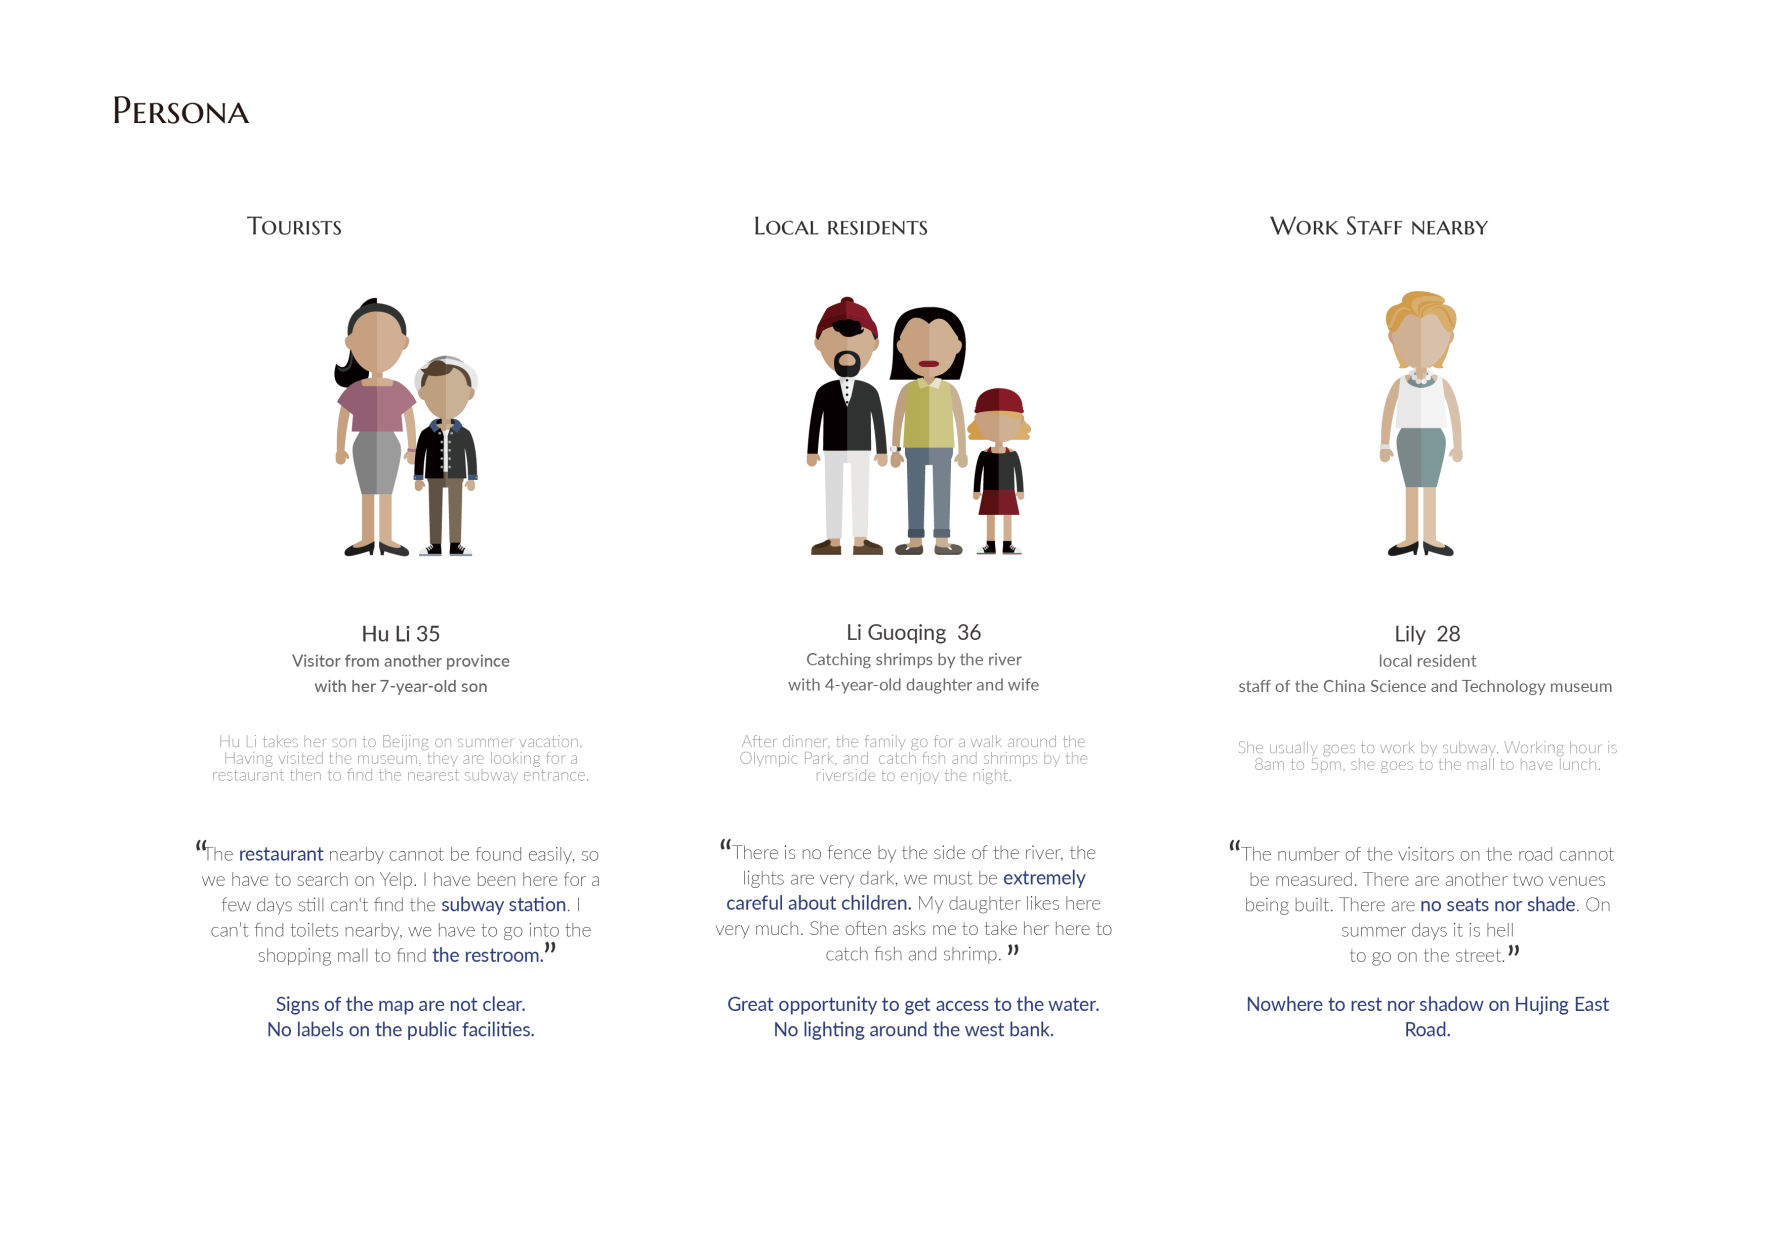 Persona
Tourists
Hu Li 35
Visitor from another province
with her 7-year-old son
Hu Li takes her son to Beijing on summer vacation.
Having visited the museum, they are looking for a
restaurant then to find the nearest subway entrance.
“The restaurant nearby cannot be found easily, so
we have to search on Yelp. I have been here for a
few days still can't find the subway station. I
can't find toilets nearby, we have to go into the
shopping mall to find the restroom.”
Signs of the map are not clear.
No labels on the public facilities.
Local residents
Li Guoqing 36
Catching shrimps by the river
with 4-year-old daughter and wife
After dinner, the family go for a walk around the
Olympic Park, and catch fish and shrimps by the
riverside to enjoy the night.
“There is no fence by the side of the river, the
lights are very dark, we must be extremely
careful about children. My daughter likes here
very much. She often asks me to take her here to
catch fish and shrimp. ”
Great opportunity to get access to the water.
No lighting around the west bank.
Work Staff nearby
Lily 28
local resident
staff of the China Science and Technology museum
She usually goes to work by subway. Working hour is
8am to 5pm, she goes to the mall to have lunch.
“The number of the visitors on the road cannot
be measured. There are another two venues
being built. There are no seats nor shade. On
summer days it is hell
to go on the street.”
Nowhere to rest nor shadow on Hujing East
Road.